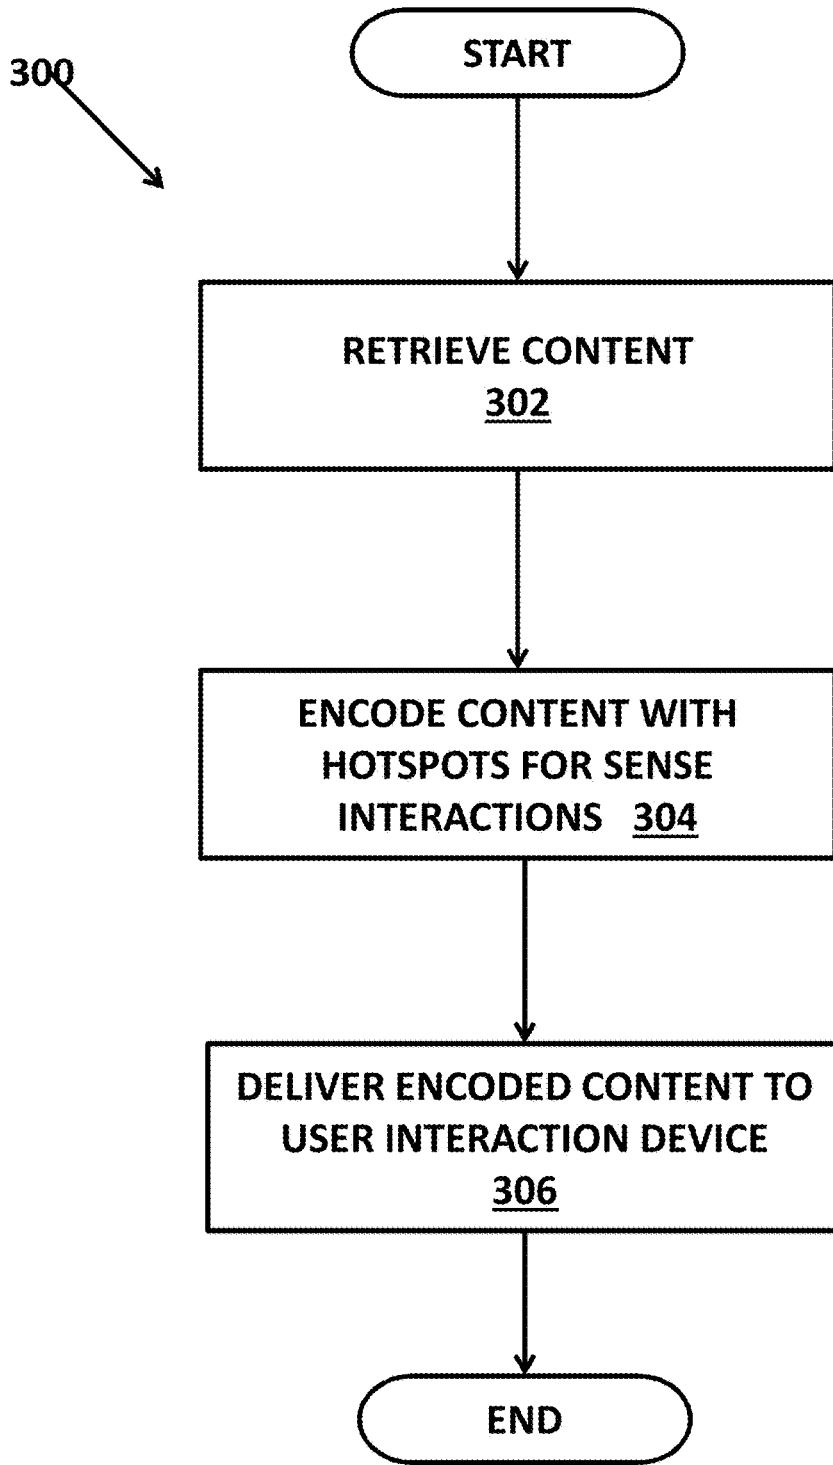 START
300
RETRIEVE CONTENT
302
ENCODE CONTENT WITH
HOTSPOTS FOR SENSE
INTERACTIONS 304
DELIVER ENCODED CONTENT TO
USER INTERACTION DEVICE
306
END